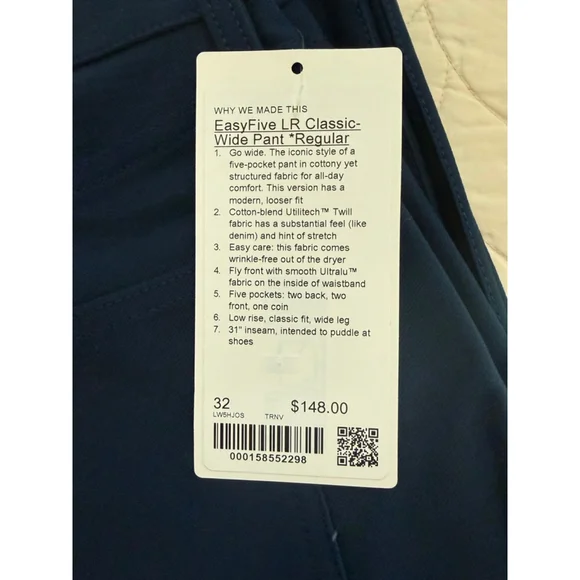 WHY WE MADE THIS
EasyFive LR Classic-
Wide Pant *Regular
1. Go wide. The iconic style of a
five-pocket pant in cottony yet
structured fabric for all-day
comfort. This version has a
modern, looser fit
2. Cotton-blend Utilitech™ Twill
fabric has a substantial feel (like
denim) and hint of stretch
3. Easy care: this fabric comes
wrinkle-free out of the dryer
4. Fly front with smooth Ultralu™
fabric on the inside of waistband
5. Five pockets: two back, two
front, one coin
6. Low rise, classic fit, wide leg
7. 31" inseam, intended to puddle at
shoes
32 $148.00
LW5HJOS TRNV
000158552298